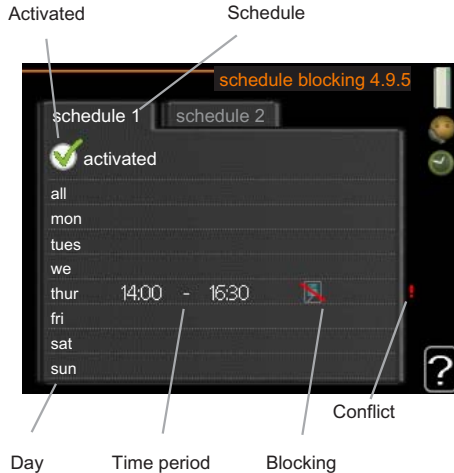 Activated
Schedule
schedule blocking 4.9.5
schedule 1
schedule 2
activated
all
mon
tues
we
thur 14:00 - 16:30 !
fri
sat
sun
?
Conflict
Day
Time period
Blocking